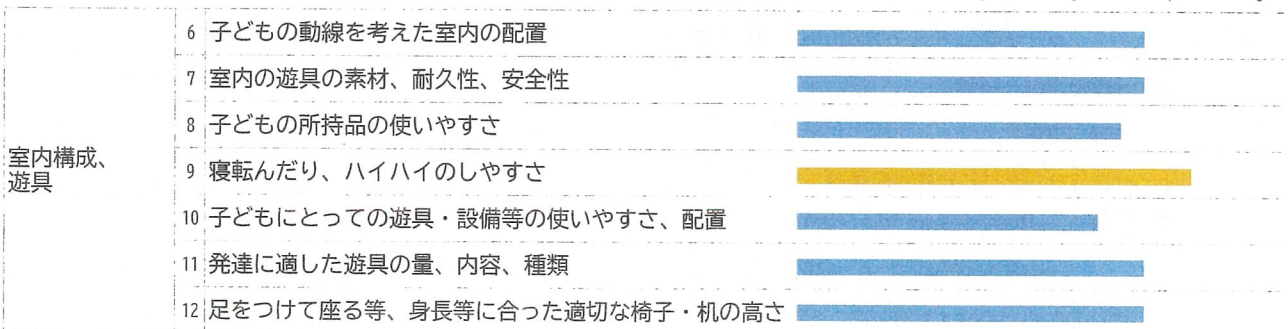 6 子どもの動線を考えた室内の配置
7 室内の遊具の素材、耐久性、安全性
8 子どもの所持品の使いやすさ
室内構成、
遊具
9 寝転んだり、ハイハイのしやすさ
10 子どもにとっての遊具・設備等の使いやすさ、配置
11 発達に適した遊具の量、内容、種類
12 足をつけて座る等、身長等に合った適切な椅子・机の高さ